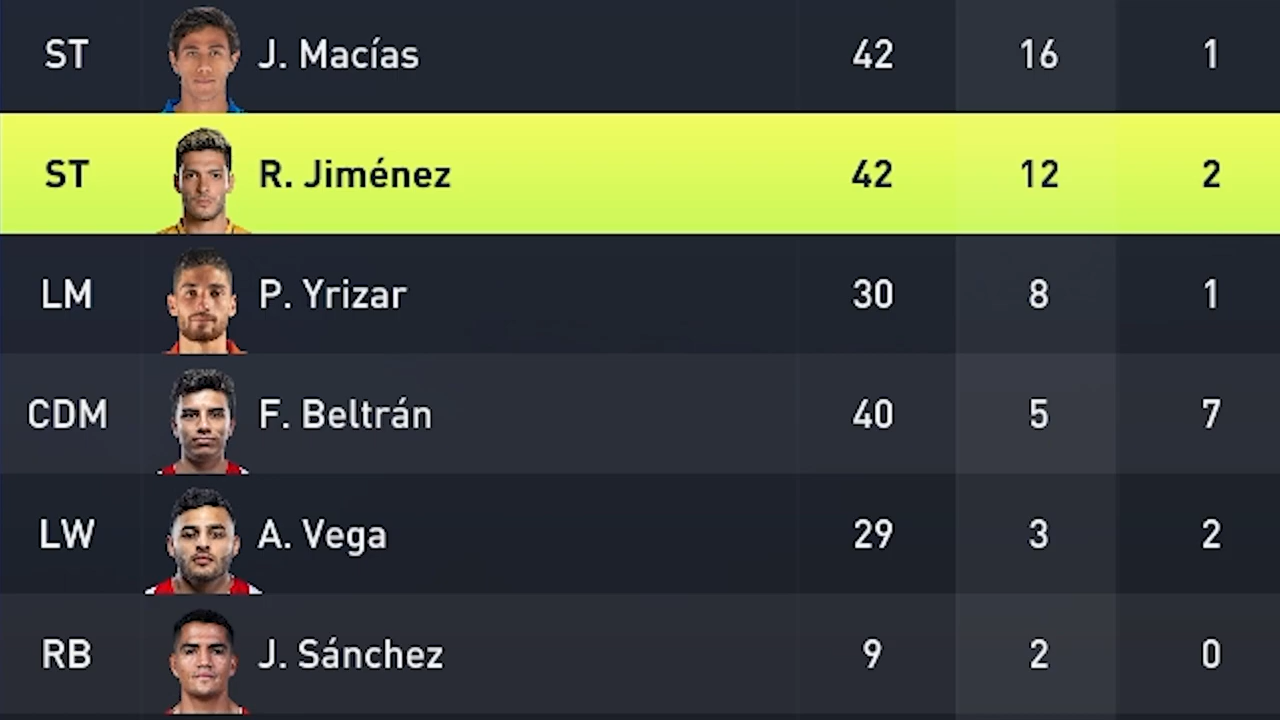 ST J. Macías 42 16 1
ST R. Jiménez 42 12 2
LM P. Yrizar 30 8 1
CDM F. Beltrán 40 5 7
LW A. Vega 29 3 2
RB J. Sánchez 9 2 0